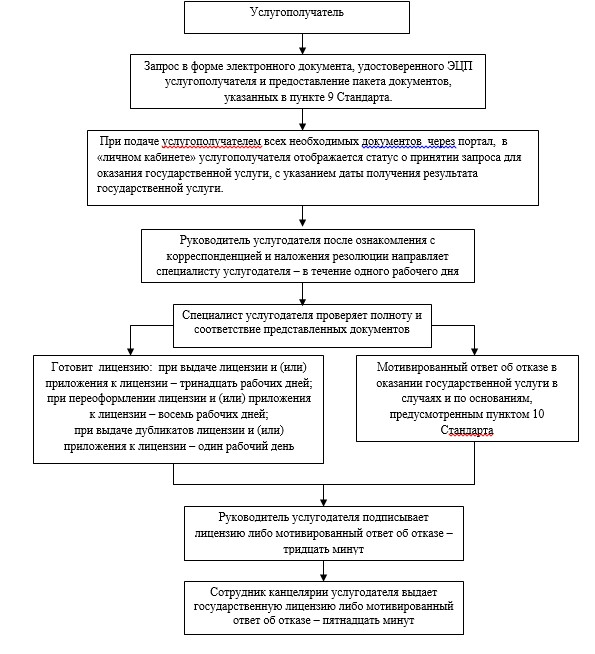 Услугополучатель
Запрос в форме электронного документа, удостоверенного ЭЦП
услугополучателя и предоставление пакета документов,
указанных в пункте 9 Стандарта.
При подаче услугополучателем всех необходимых документов через портал, в
«личном кабинете» услугополучателя отображается статус о принятии запроса для
оказания государственной услуги, с указанием даты получения результата
государственной услуги.
Руководитель услугодателя после ознакомления с
корреспонденцией и наложения резолюции направляет
специалисту услугодателя – в течение одного рабочего дня
Специалист услугодателя проверяет полноту и
соответствие представленных документов
Готовит лицензию: при выдаче лицензии и (или)
приложения к лицензии – тринадцать рабочих дней;
при переоформлении лицензии и (или) приложения
к лицензии – восемь рабочих дней;
при выдаче дубликатов лицензии и (или)
приложения к лицензии – один рабочий день
Мотивированный ответ об отказе в
оказании государственной услуги в
случаях и по основаниям,
предусмотренным пунктом 10
Стандарта
Руководитель услугодателя подписывает
лицензию либо мотивированный ответ об отказе –
тридцать минут
Сотрудник канцелярии услугодателя выдает
государственную лицензию либо мотивированный
ответ об отказе – пятнадцать минут